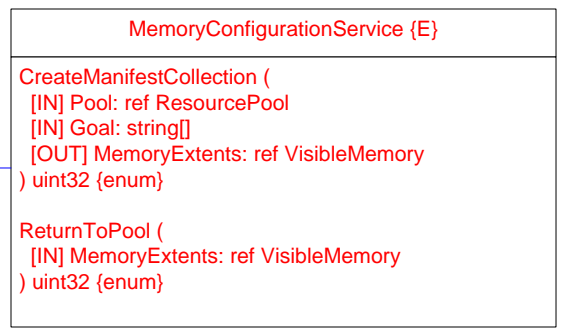 MemoryConfigurationService {E}
CreateManifestCollection (
[IN] Pool: ref ResourcePool
[IN] Goal: string[]
[OUT] MemoryExtents: ref VisibleMemory
) uint32 {enum}
ReturnToPool (
[IN] MemoryExtents: ref VisibleMemory
) uint32 {enum}